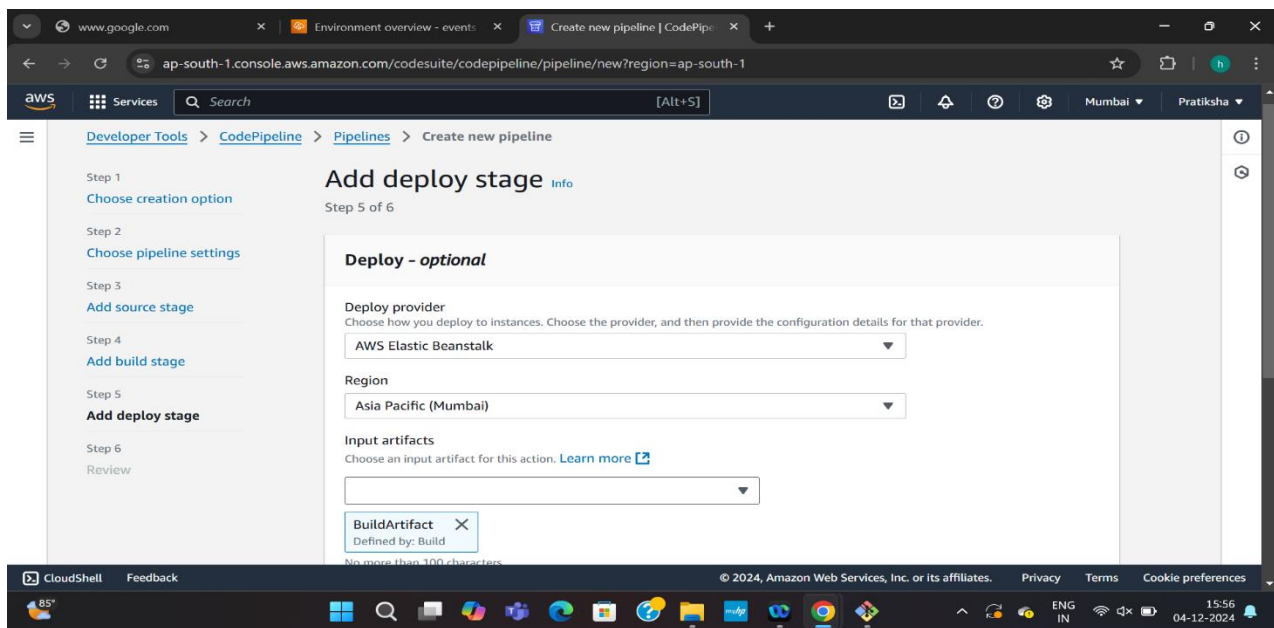 www.google.com
Environment overview - events
Create new pipeline | CodePipe
ap-south-1.console.aws.amazon.com/codesuite/codepipeline/pipeline/new?region=ap-south-1
h
aws
Services
Search
[Alt+S]
Mumbai
Pratiksha
Developer Tools > CodePipeline > Pipelines > Create new pipeline
Step 1
Choose creation option
Step 2
Choose pipeline settings
Step 3
Add source stage
Step 4
Add build stage
Step 5
Add deploy stage
Step 6
Review
Add deploy stage Info
Step 5 of 6
Deploy - optional
Deploy provider
Choose how you deploy to instances. Choose the provider, and then provide the configuration details for that provider.
AWS Elastic Beanstalk
Region
Asia Pacific (Mumbai)
Input artifacts
Choose an input artifact for this action. Learn more
BuildArtifact
Defined by: Build
No more than 100 characters
CloudShell Feedback
© 2024, Amazon Web Services, Inc. or its affiliates. Privacy Terms Cookie preferences
85°
myhp
ENG
IN
15:56
04-12-2024